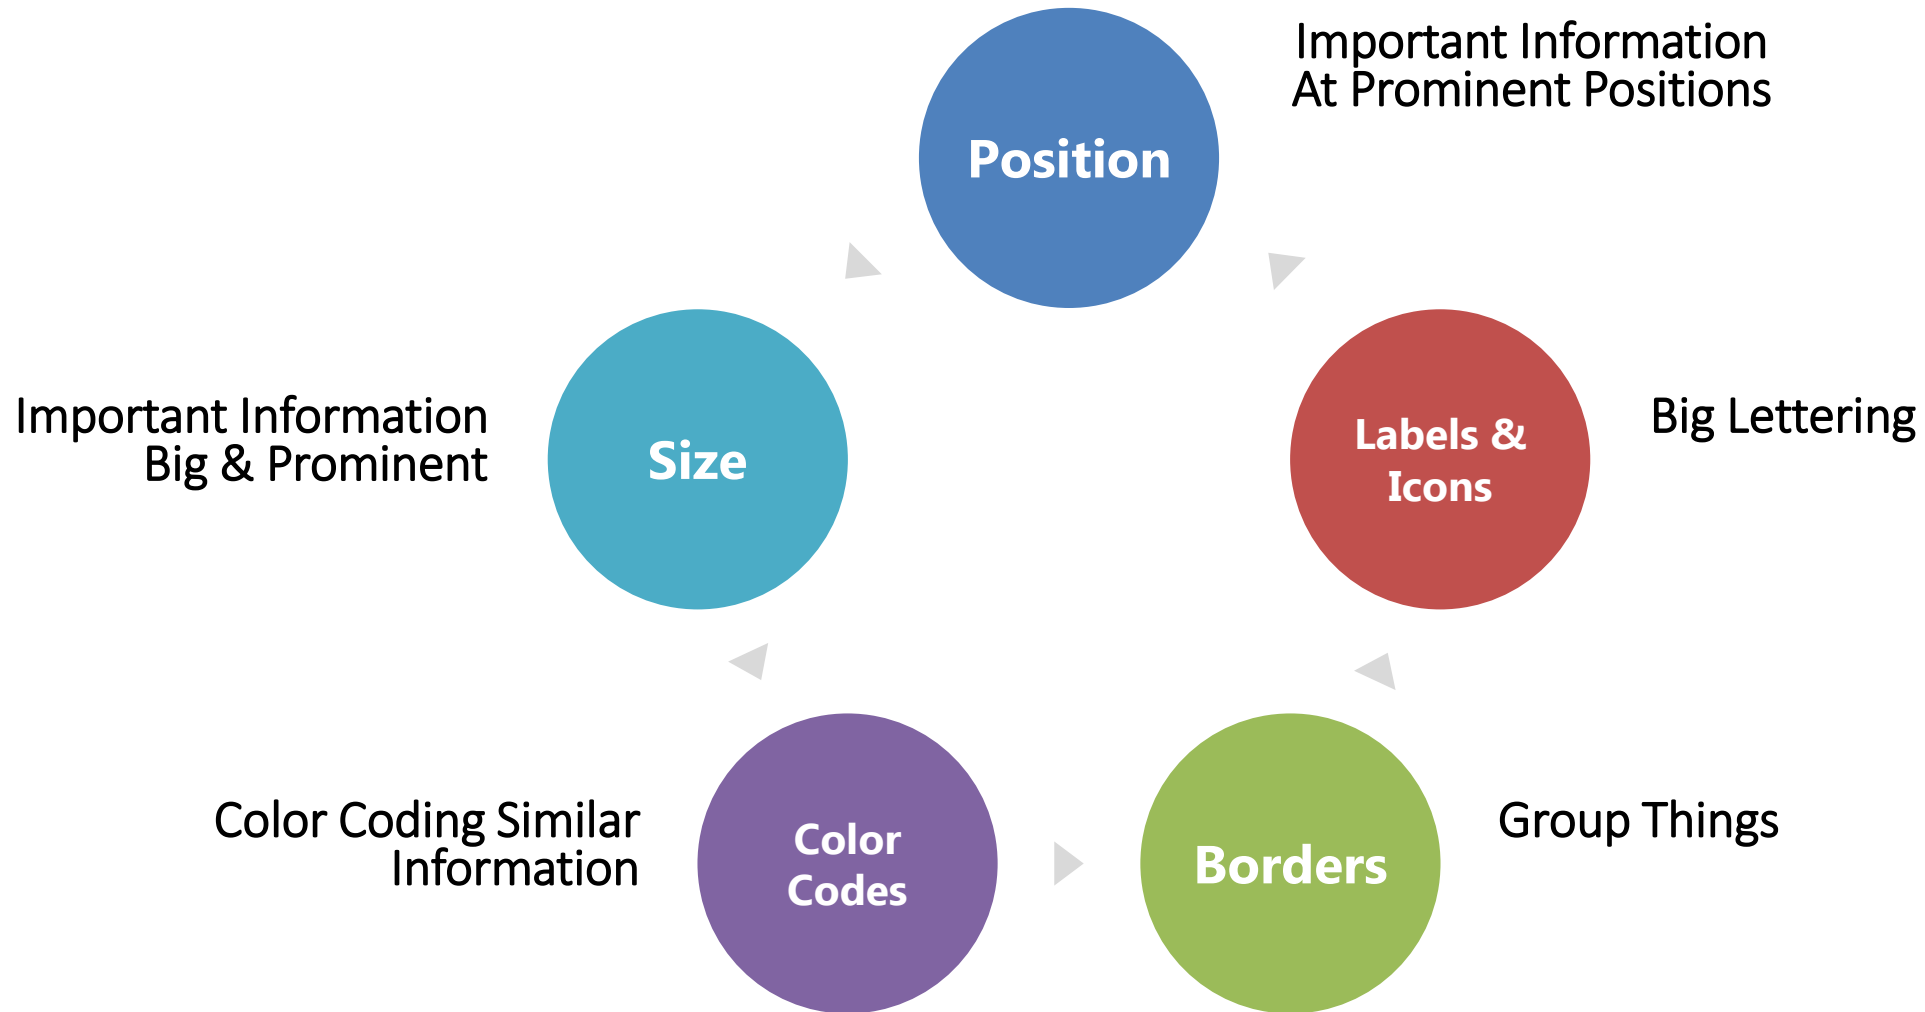 Position
Important Information
At Prominent Positions
Labels &
Icons
Big Lettering
Borders
Group Things
Color
Codes
Color Coding Similar
Information
Size
Important Information
Big & Prominent